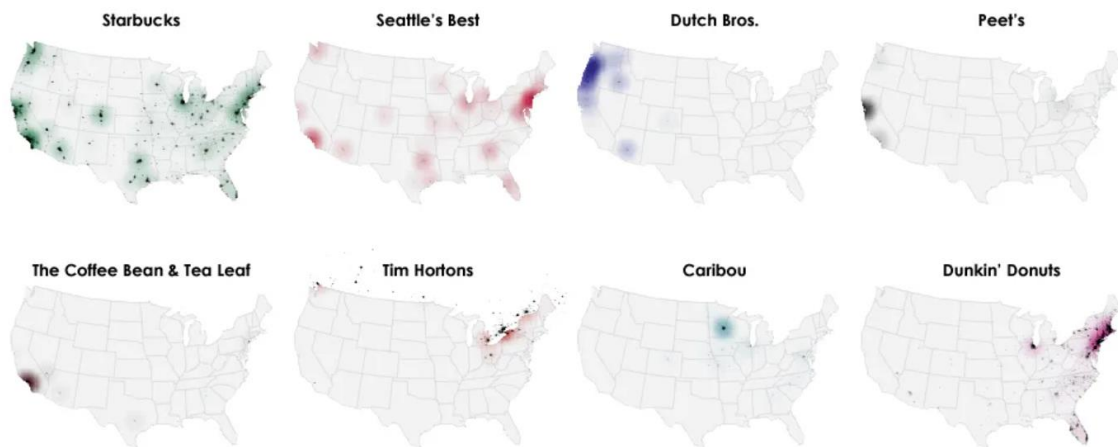 Starbucks
Seattle's Best
Dutch Bros.
Peet's
The Coffee Bean & Tea Leaf
Tim Hortons
Caribou
Dunkin' Donuts